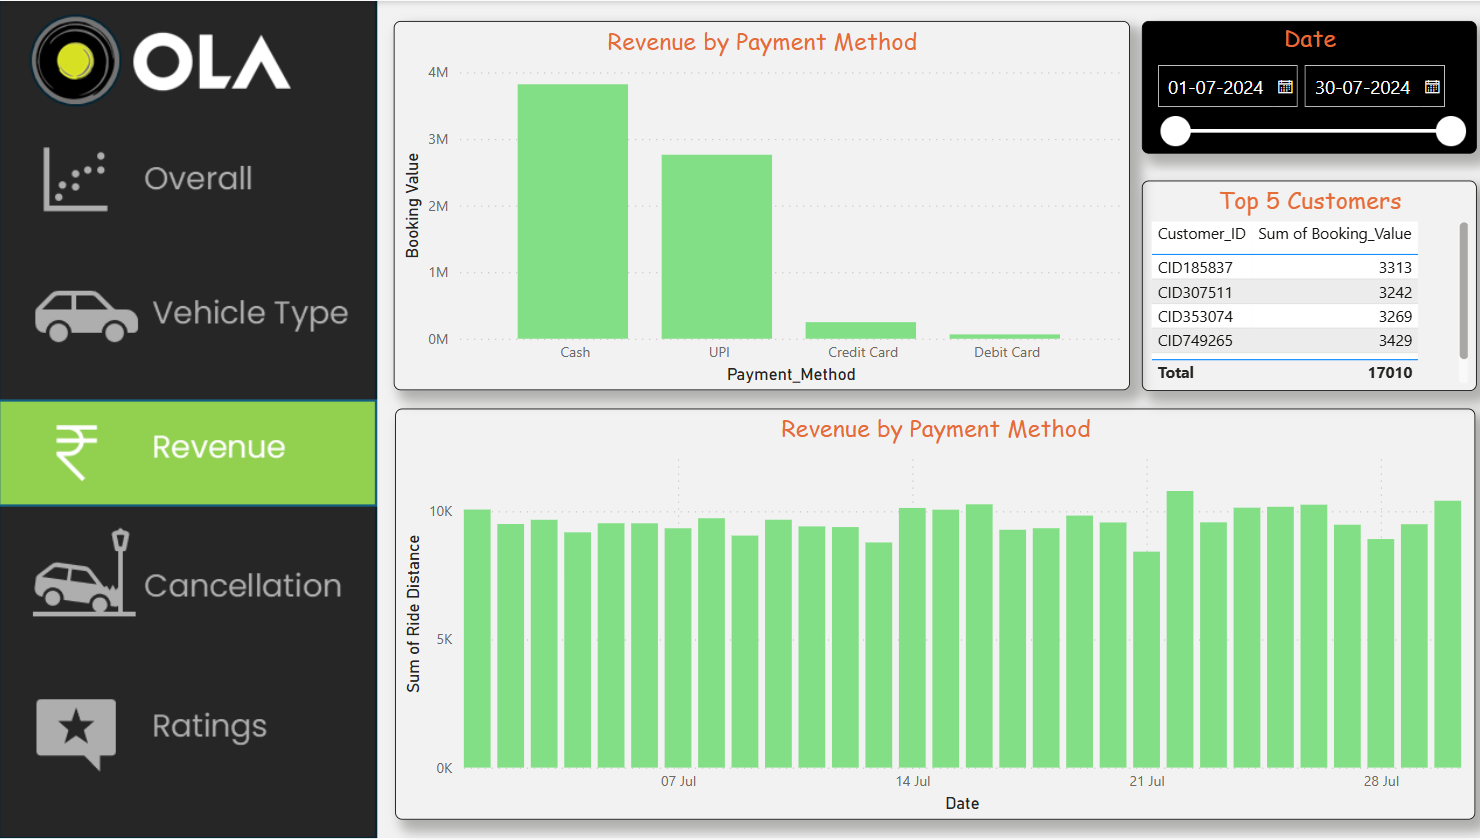 OLA
Overall
Vehicle Type
₹ Revenue
Cancellation
Ratings
Revenue by Payment Method
4M
3M
2M
1M
0M
Booking Value
Cash UPI Credit Card Debit Card
Payment_Method
Date
01-07-2024 30-07-2024
Top 5 Customers
Customer_ID Sum of Booking_Value
CID185837 3313
CID307511 3242
CID353074 3269
CID749265 3429
Total 17010
Revenue by Payment Method
10K
5K
0K
Sum of Ride Distance
07 Jul 14 Jul 21 Jul 28 Jul
Date